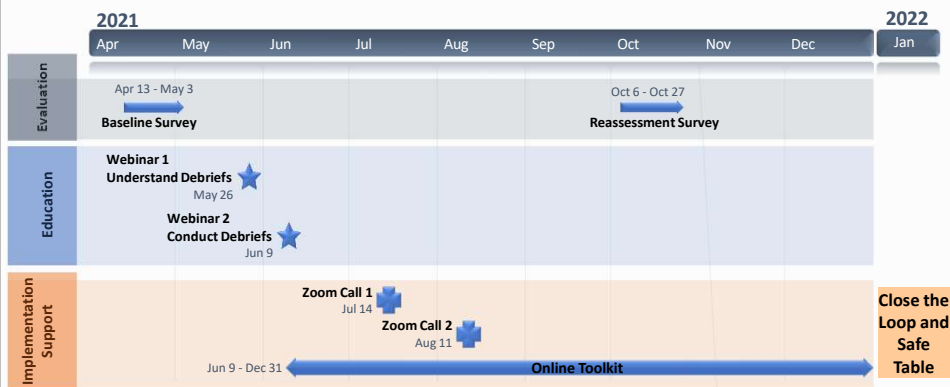 2021
2022
Apr May Jun Jul Aug Sep Oct Nov Dec Jan
Evaluation
Apr 13 - May 3
Baseline Survey
Oct 6 - Oct 27
Reassessment Survey
Education
Webinar 1
Understand Debriefs
May 26
Webinar 2
Conduct Debriefs
Jun 9
Implementation
Support
Zoom Call 1
Jul 14
Zoom Call 2
Aug 11
Jun 9 - Dec 31
Online Toolkit
Close the
Loop and
Safe
Table